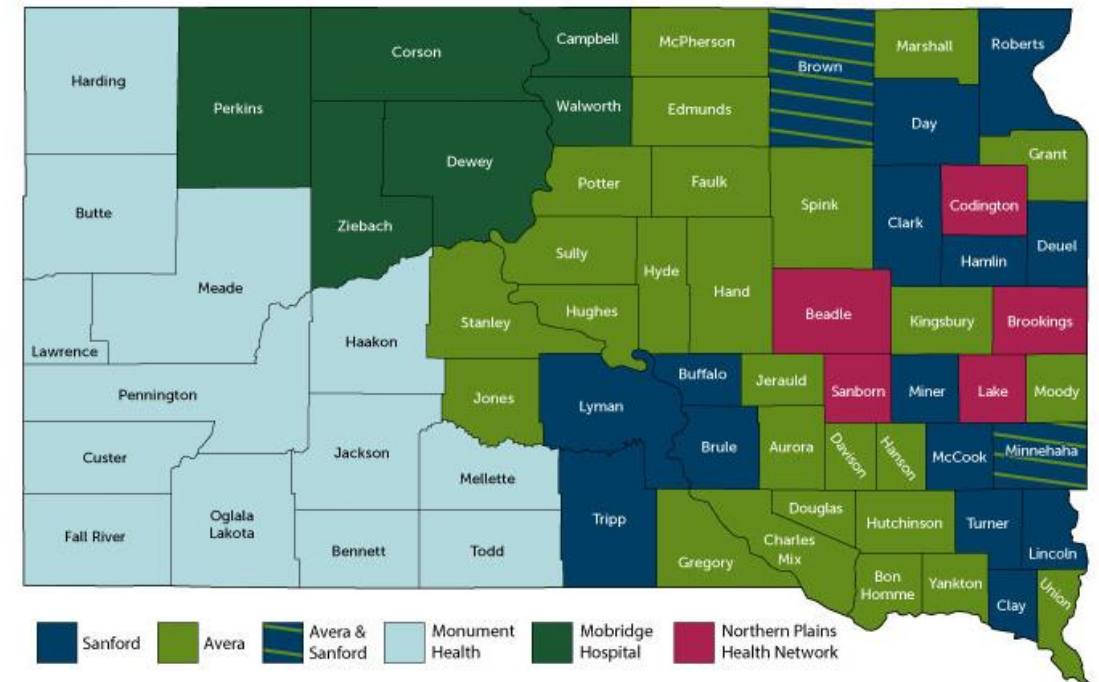 Harding
Perkins
Corson
Campbell
McPherson
Brown
Marshall
Roberts
Walworth
Edmunds
Day
Dewey
Grant
Butte
Ziebach
Potter
Faulk
Spink
Clark
Codington
Deuel
Hamlin
Meade
Sully
Hyde
Hand
Stanley
Hughes
Beadle
Kingsbury
Brookings
Lawrence
Haakon
Pennington
Jones
Lyman
Buffalo
Jerauld
Sanborn
Miner
Lake
Moody
Custer
Jackson
Mellette
Brule
Aurora
Davison
Hanson
McCook
Minnehaha
Fall River
Oglala
Lakota
Bennett
Todd
Tripp
Gregory
Douglas
Charles
Mix
Hutchinson
Turner
Lincoln
Bon
Homme
Yankton
Clay
Union
Sanford
Avera
Avera &
Sanford
Monument
Health
Mobridge
Hospital
Northern Plains
Health Network